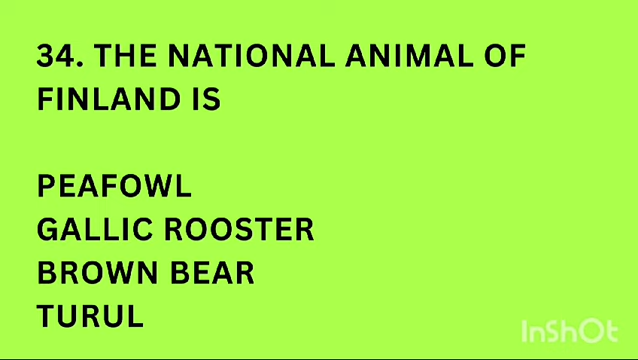 34. THE NATIONAL ANIMAL OF
FINLAND IS
PEAFOWL
GALLIC ROOSTER
BROWN BEAR
TURUL
InShOt